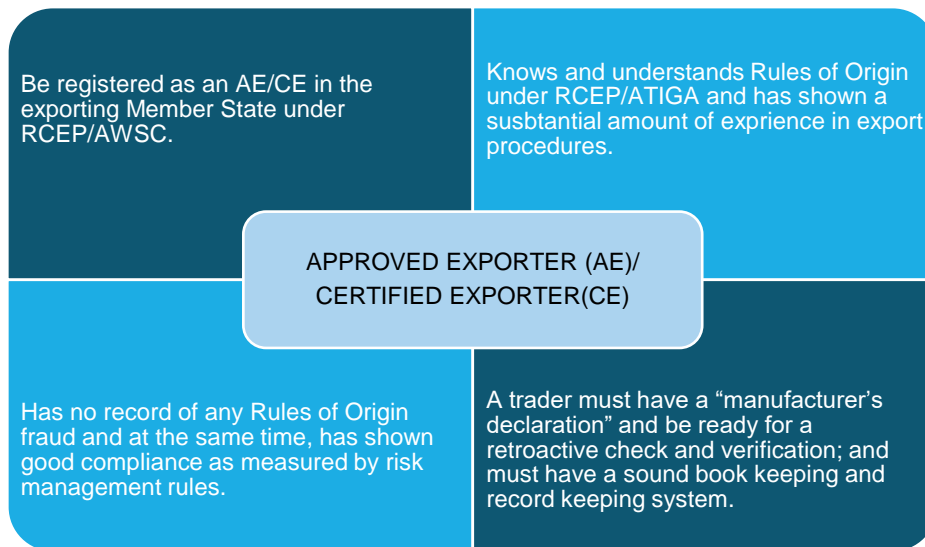 Be registered as an AE/CE in the
exporting Member State under
RCEP/AWSC.
Knows and understands Rules of Origin
under RCEP/ATIGA and has shown a
susbtantial amount of exprience in export
procedures.
APPROVED EXPORTER (AE)/
CERTIFIED EXPORTER(CE)
Has no record of any Rules of Origin
fraud and at the same time, has shown
good compliance as measured by risk
management rules.
A trader must have a “manufacturer’s
declaration” and be ready for a
retroactive check and verification; and
must have a sound book keeping and
record keeping system.